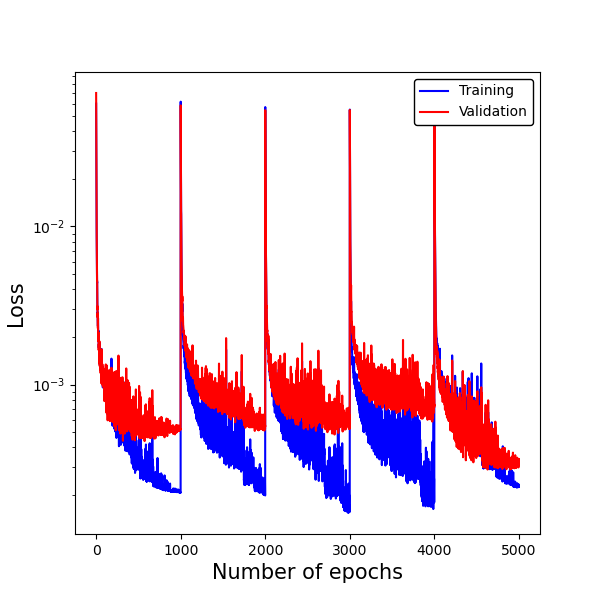 Training
Validation
Loss
10⁻²
10⁻³
0 1000 2000 3000 4000 5000
Number of epochs